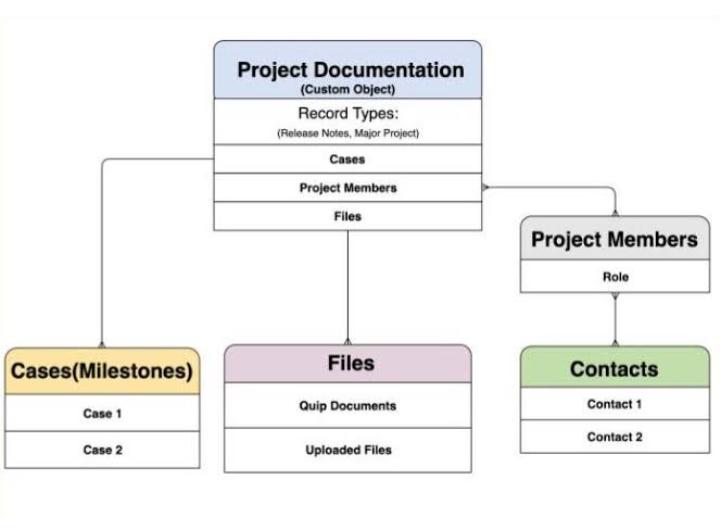 Project Documentation
(Custom Object)
Record Types:
(Release Notes, Major Project)
Cases
Project Members
Files
Project Members
Role
Cases(Milestones)
Case 1
Case 2
Files
Quip Documents
Uploaded Files
Contacts
Contact 1
Contact 2